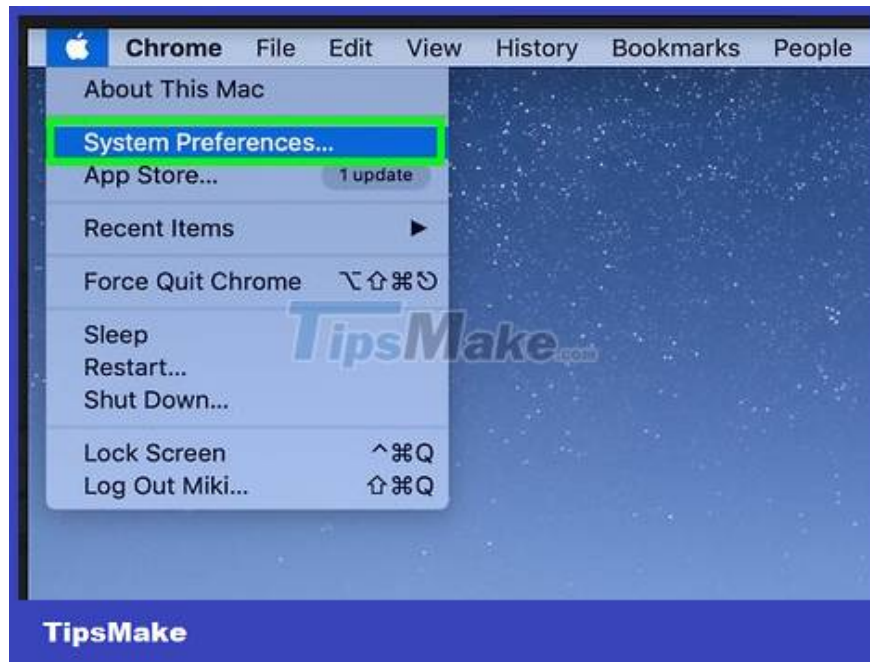 Chrome File Edit View History Bookmarks People
About This Mac
System Preferences...
App Store... 1 update
Recent Items ▶
Force Quit Chrome ⌥⇧⌘⎋
Sleep
Restart...
Shut Down...
Lock Screen ^⌘Q
Log Out Miki... ⇧⌘Q
TipsMake.com
TipsMake